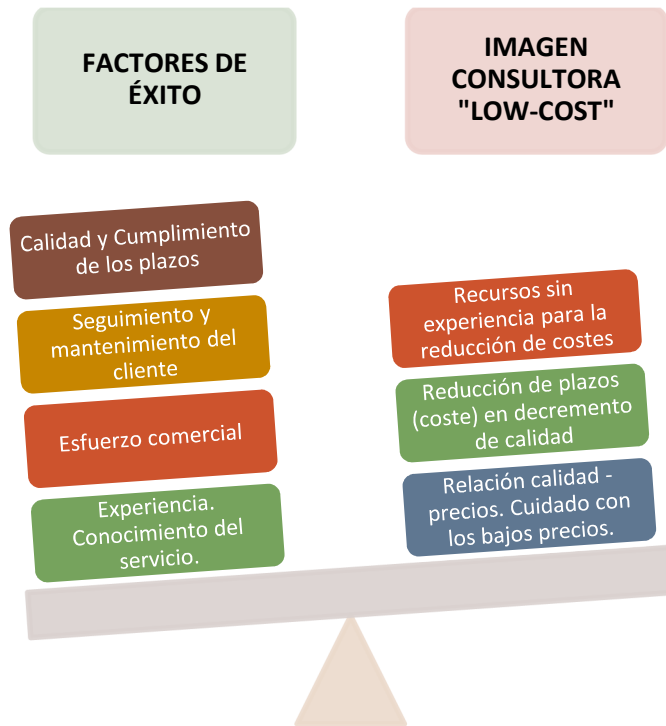 FACTORES DE
ÉXITO
IMAGEN
CONSULTORA
"LOW-COST"
Calidad y Cumplimiento
de los plazos
Seguimiento y
mantenimiento del
cliente
Esfuerzo comercial
Experiencia.
Conocimiento del
servicio.
Recursos sin
experiencia para la
reducción de costes
Reducción de plazos
(coste) en decremento
de calidad
Relación calidad -
precios. Cuidado con
los bajos precios.